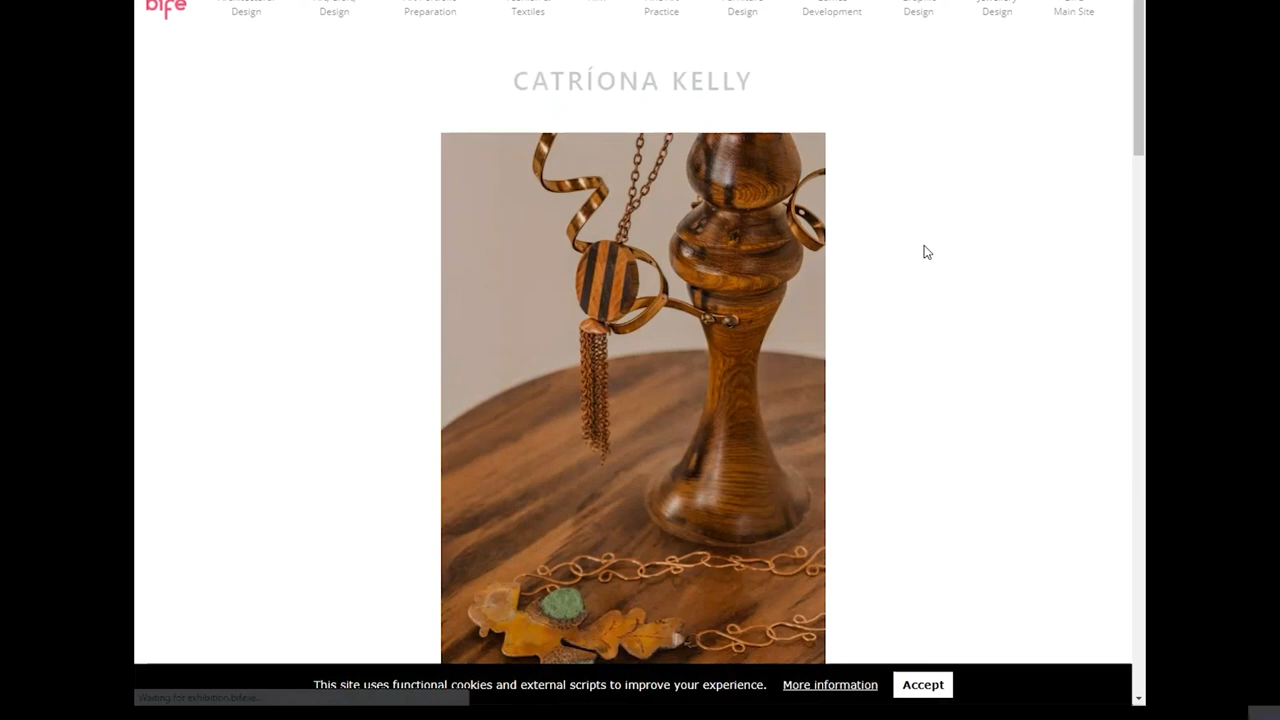 bife
Design
Design
Preparation
Textiles
Practice
Design
Development
Design
Design
Main Site
CATRÍONA KELLY
This site uses functional cookies and external scripts to improve your experience. More information Accept